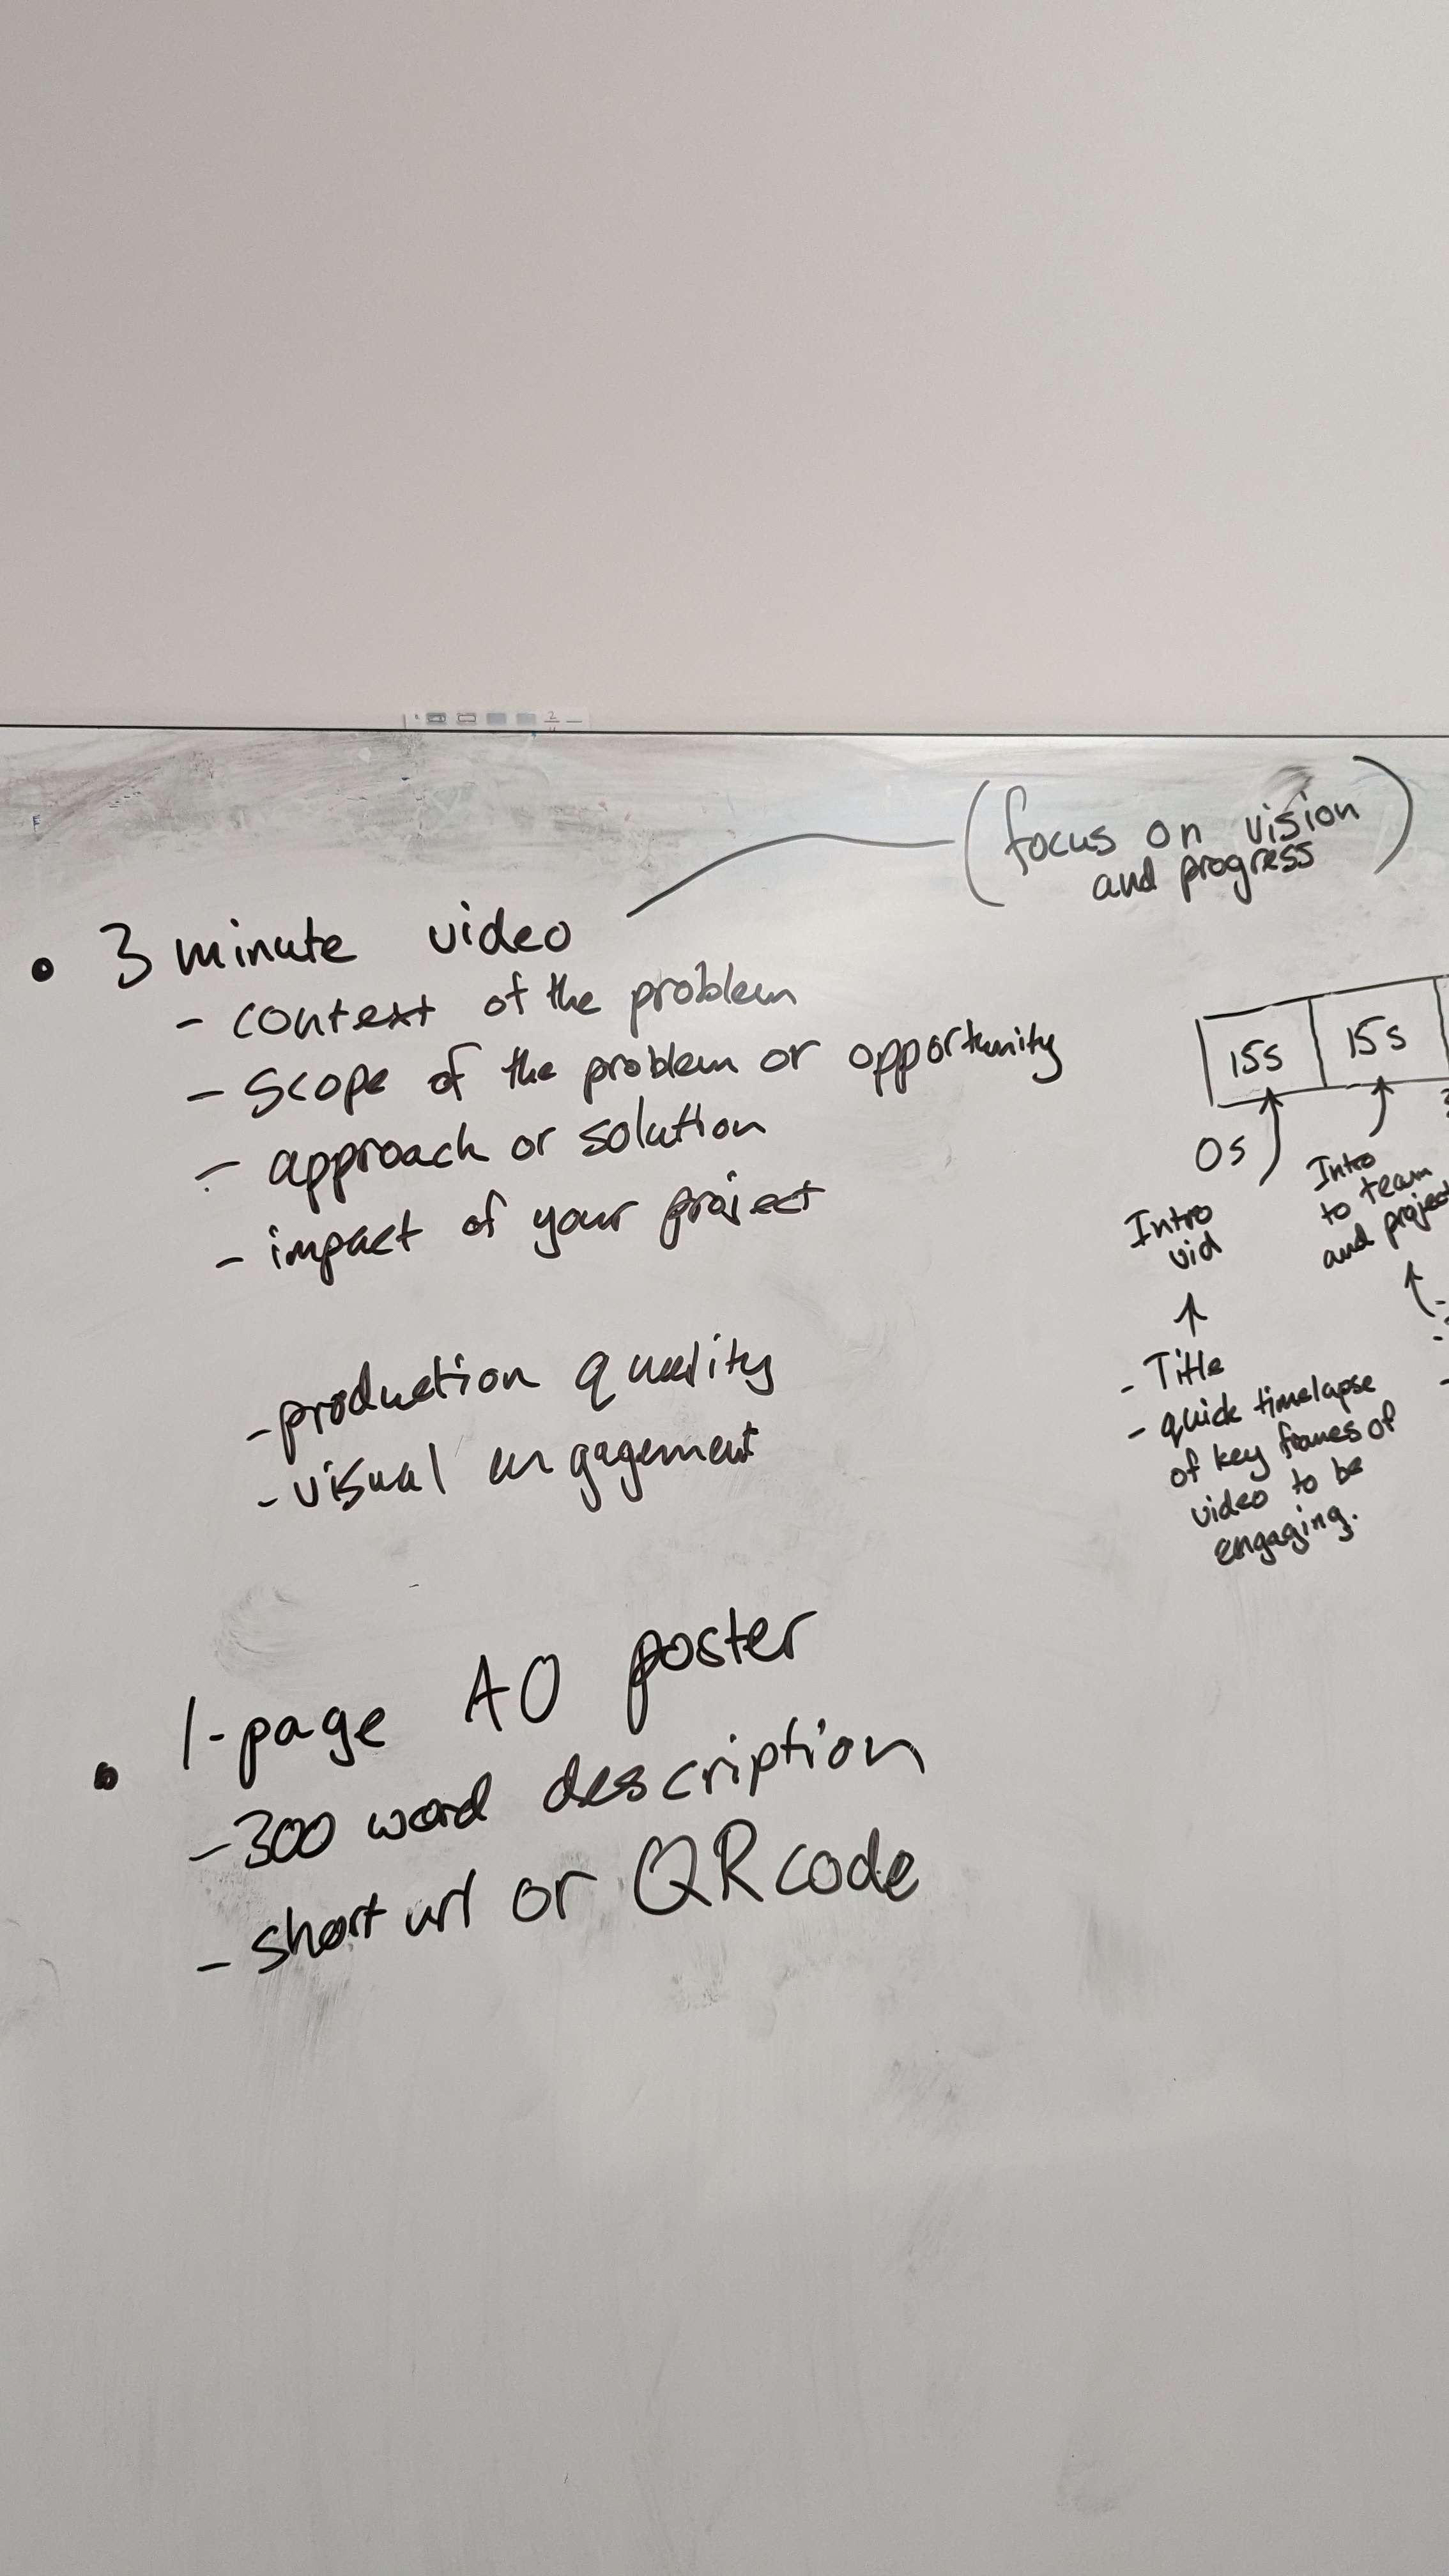 (focus on vision
and progress)
• 3 minute video
- context of the problem
- scope of the problem or opportunity
- approach or solution
- impact of your project
- production quality
- visual engagement
• 1-page A0 poster
- 300 word description
- short url or QR code
15s
15s
0s
Intro
vid
- Title
- quick timelapse
of key frames of
video to be
engaging.
Intro
to team
and project